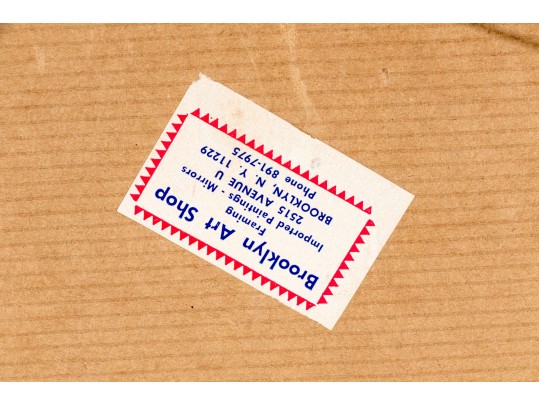 Brooklyn Art Shop
Framing
Imported Paintings - Mirrors
2515 AVENUE U
BROOKLYN, N. Y. 11229
Phone 891-7975